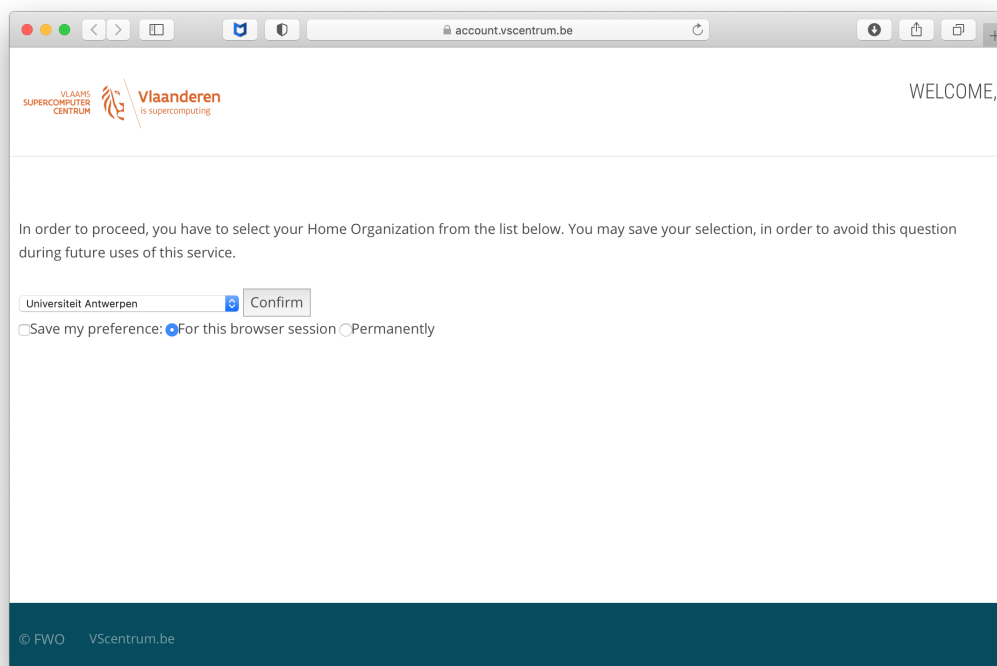 account.vscentrum.be
VLAAMS
SUPERCOMPUTER
CENTRUM
Vlaanderen
is supercomputing
WELCOME,
In order to proceed, you have to select your Home Organization from the list below. You may save your selection, in order to avoid this question
during future uses of this service.
Universiteit Antwerpen Confirm
Save my preference: For this browser session Permanently
© FWO VScentrum.be